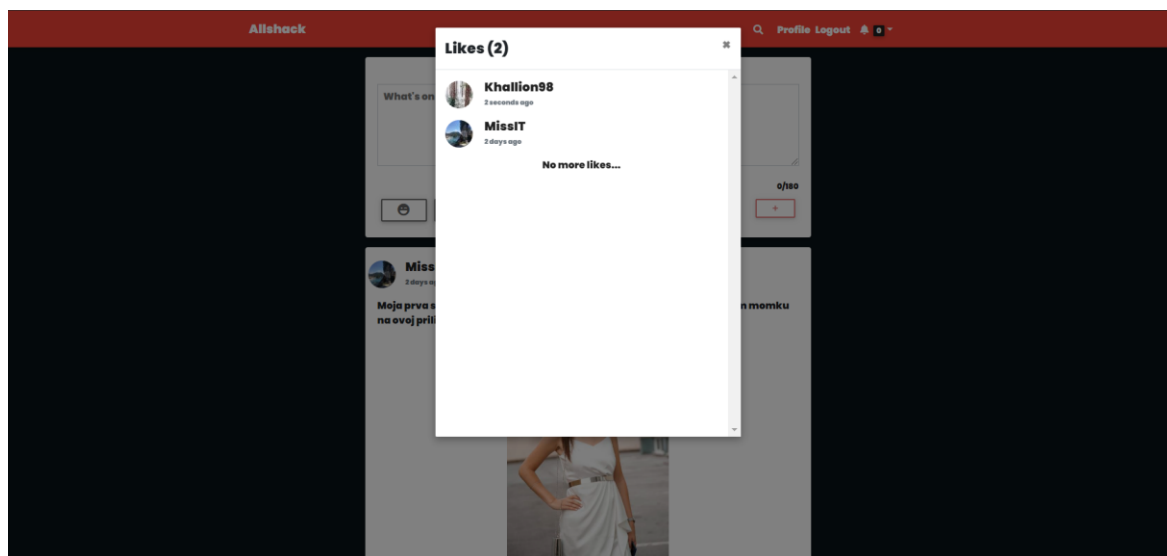 Allshack
Profile Logout 0
Likes (2)
Khallion98
2 seconds ago
MissIT
2 days ago
No more likes...
What's on
0/180
+
Miss
2 days
Moja prva s
n momku
na ovoj prili